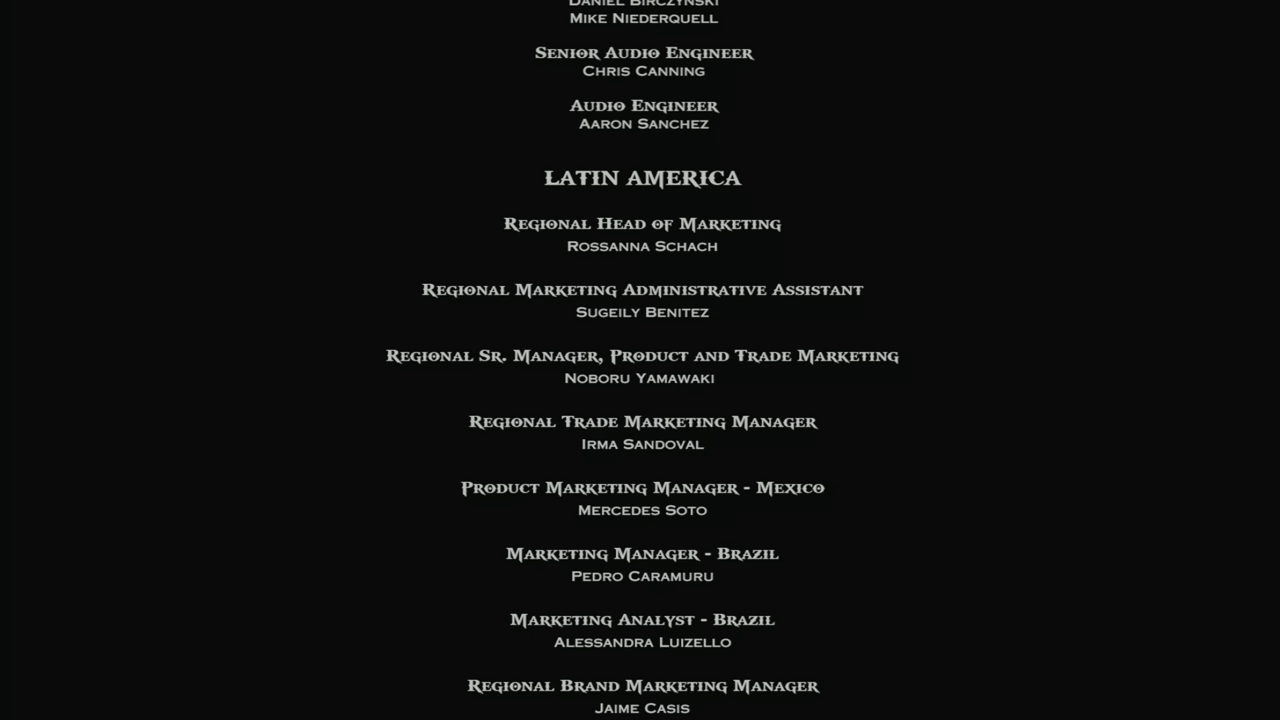 Daniel Birczynski
Mike Niederquell
Senior Audio Engineer
Chris Canning
Audio Engineer
Aaron Sanchez
LATIN AMERICA
Regional Head of Marketing
Rossanna Schach
Regional Marketing Administrative Assistant
Sugeily Benitez
Regional Sr. Manager, Product and Trade Marketing
Noboru Yamawaki
Regional Trade Marketing Manager
Irma Sandoval
Product Marketing Manager - Mexico
Mercedes Soto
Marketing Manager - Brazil
Pedro Caramuru
Marketing Analyst - Brazil
Alessandra Luizello
Regional Brand Marketing Manager
Jaime Casis